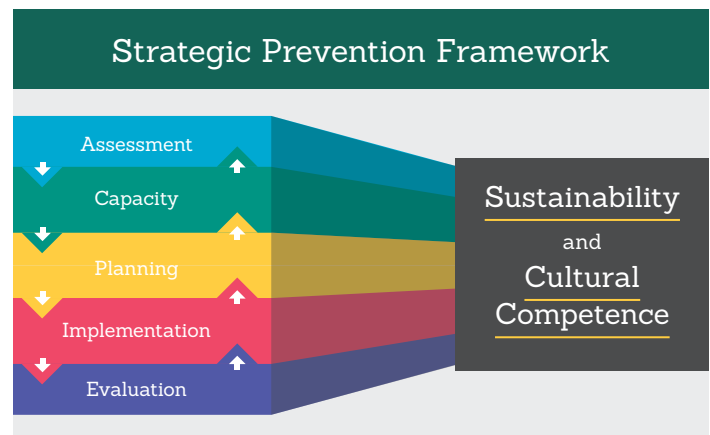 Strategic Prevention Framework
Assessment
Capacity
Planning
Implementation
Evaluation
Sustainability
and
Cultural
Competence